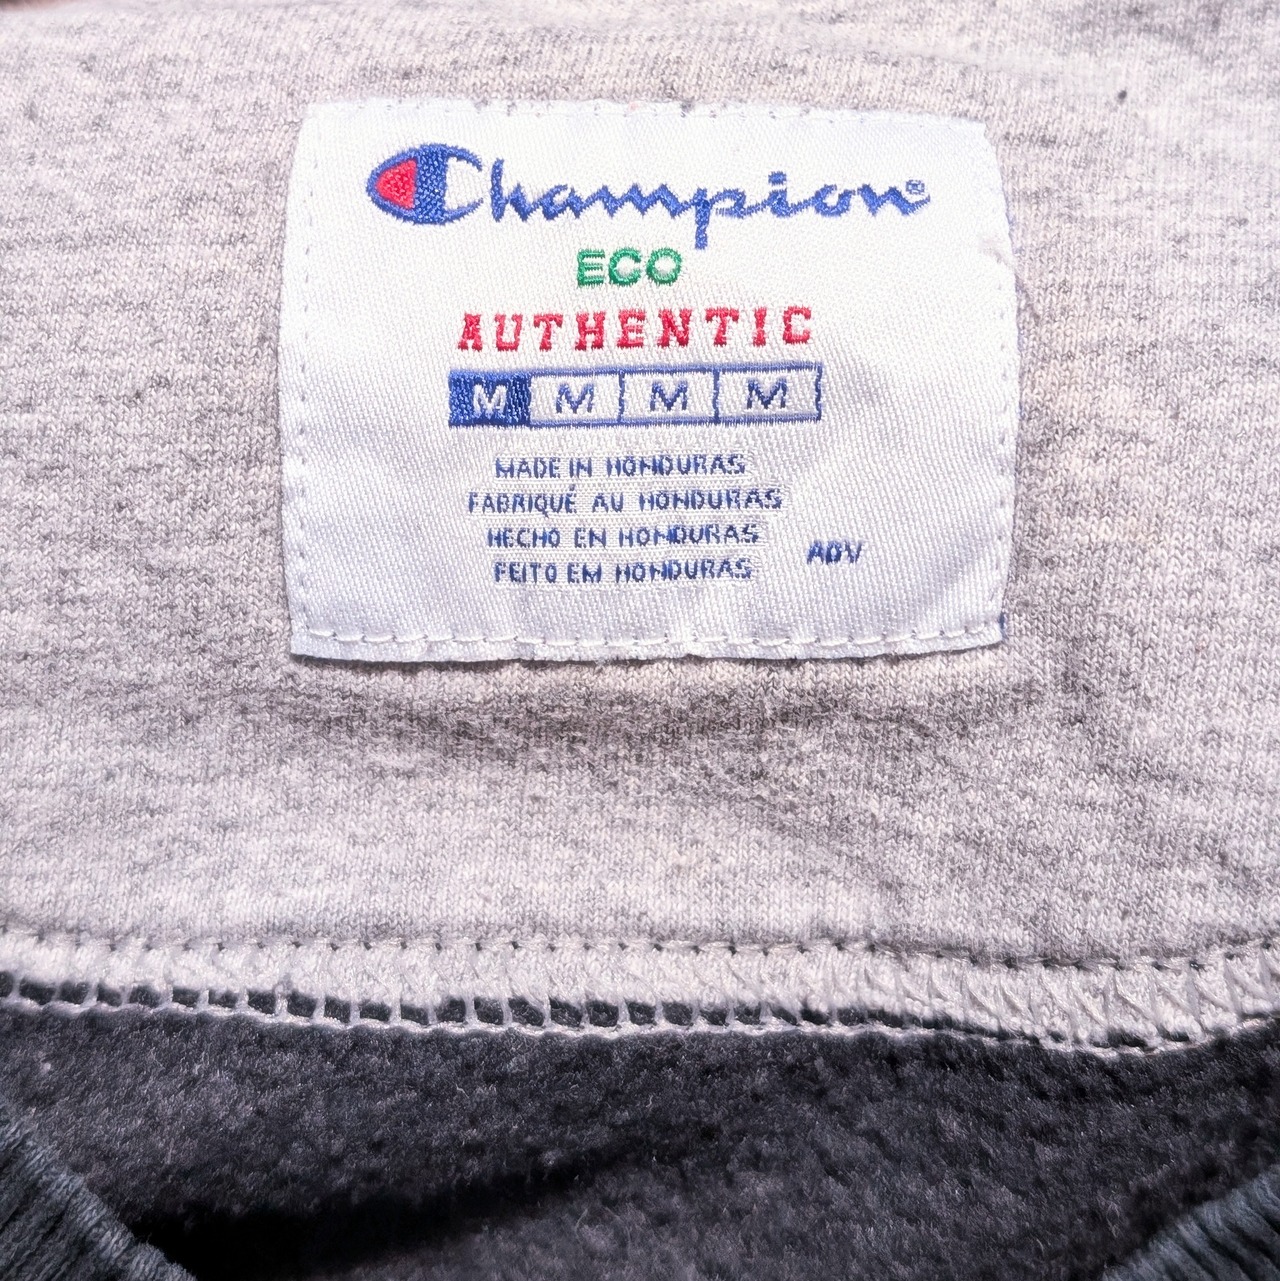 Champion®
ECO
AUTHENTIC
M M M M
MADE IN HONDURAS
FABRIQUÉ AU HONDURAS
HECHO EN HONDURAS
FEITO EM HONDURAS
ADV